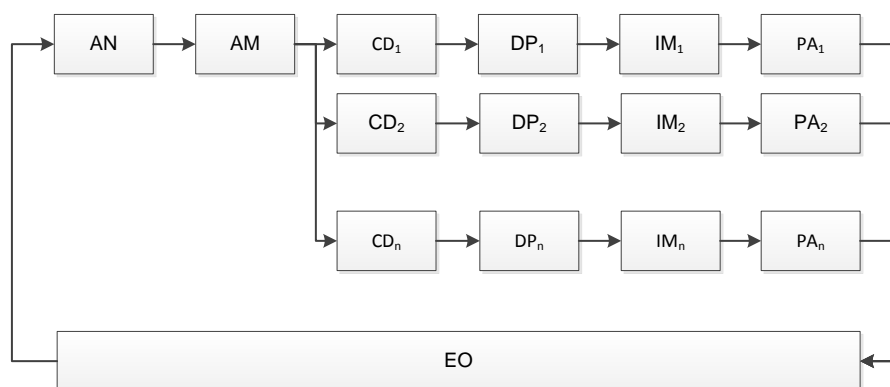 AN AM CD₁ DP₁ IM₁ PA₁
CD₂ DP₂ IM₂ PA₂
CDₙ DPₙ IMₙ PAₙ
EO